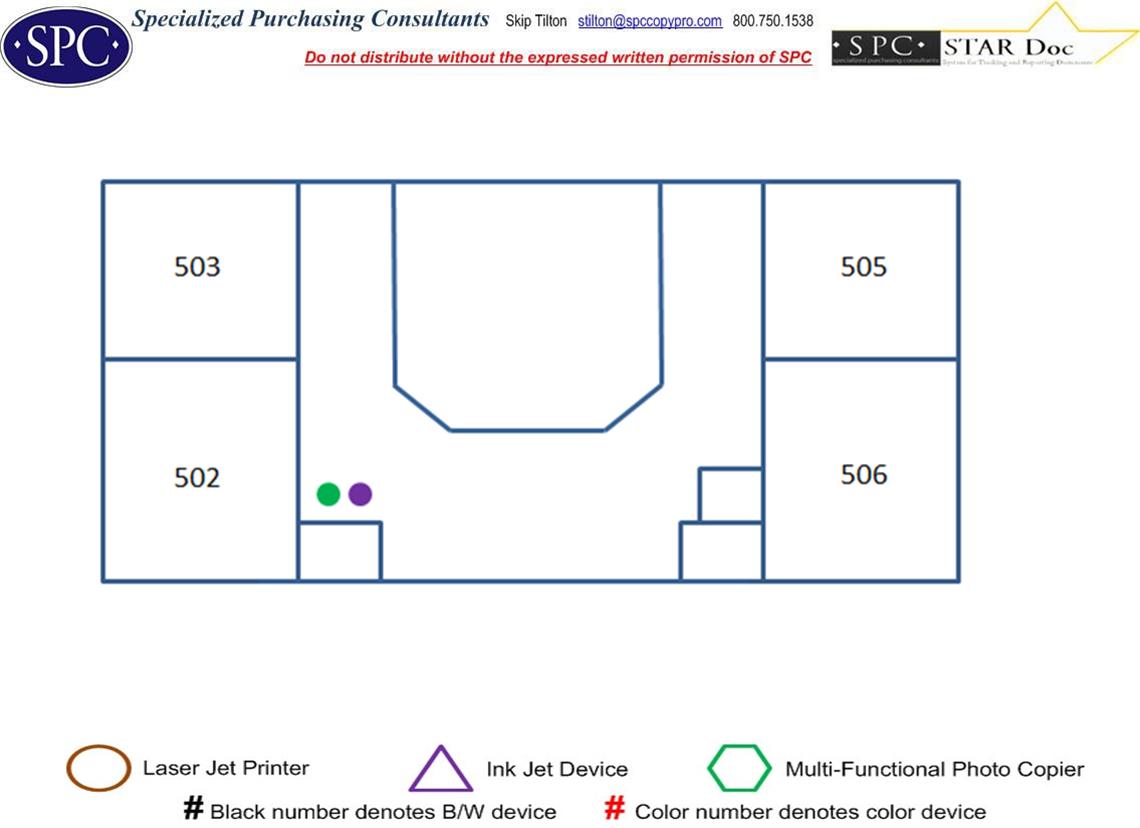 SPC Specialized Purchasing Consultants Skip Tilton stilton@spccopypro.com 800.750.1538
Do not distribute without the expressed written permission of SPC
SPC STAR Doc
specialized purchasing consultants System for Tracking and Reporting Documents
503
505
502
506
Laser Jet Printer Ink Jet Device Multi-Functional Photo Copier
# Black number denotes B/W device # Color number denotes color device